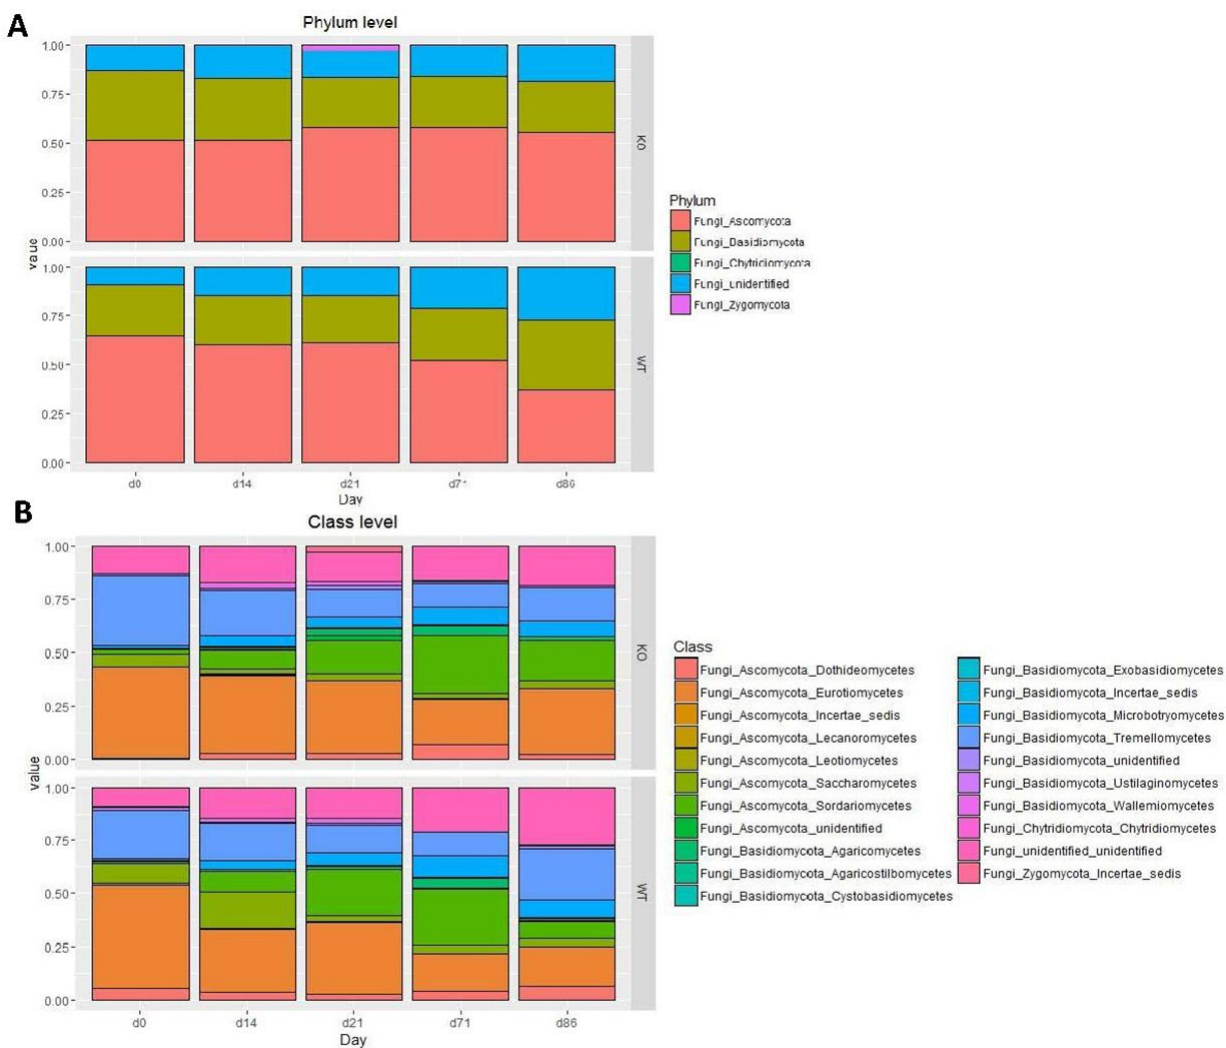 A
Phylum level
1.00
0.75
0.50
0.25
0.00
KO
value
1.00
0.75
0.50
0.25
0.00
WT
d0
d14
d21
d71
d86
Day
Phylum
Fungi_Ascomycota
Fungi_Basidiomycota
Fungi_Chytridiomycota
Fungi_unidentified
Fungi_Zygomycota
B
Class level
1.00
0.75
0.50
0.25
0.00
KO
value
1.00
0.75
0.50
0.25
0.00
WT
d0
d14
d21
d71
d86
Day
Class
Fungi_Ascomycota_Dothideomycetes
Fungi_Ascomycota_Eurotiomycetes
Fungi_Ascomycota_Incertae_sedis
Fungi_Ascomycota_Lecanoromycetes
Fungi_Ascomycota_Leotiomycetes
Fungi_Ascomycota_Saccharomycetes
Fungi_Ascomycota_Sordariomycetes
Fungi_Ascomycota_unidentified
Fungi_Basidiomycota_Agaricomycetes
Fungi_Basidiomycota_Agaricostilbomycetes
Fungi_Basidiomycota_Cystobasidiomycetes
Fungi_Basidiomycota_Exobasidiomycetes
Fungi_Basidiomycota_Incertae_sedis
Fungi_Basidiomycota_Microbotryomycetes
Fungi_Basidiomycota_Tremellomycetes
Fungi_Basidiomycota_unidentified
Fungi_Basidiomycota_Ustilaginomycetes
Fungi_Basidiomycota_Wallemiomycetes
Fungi_Chytridiomycota_Chytridiomycetes
Fungi_unidentified_unidentified
Fungi_Zygomycota_Incertae_sedis